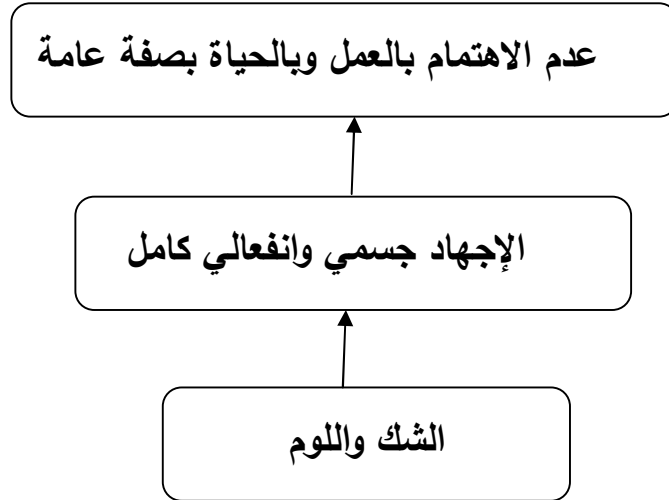 عدم الاهتمام بالعمل وبالحياة بصفة عامة
الإجهاد جسمي وانفعالي كامل
الشك واللوم